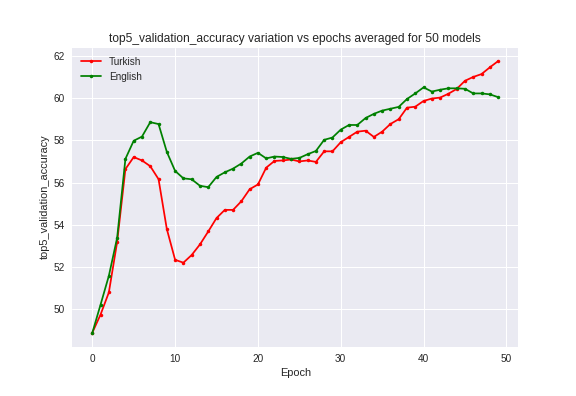 top5_validation_accuracy variation vs epochs averaged for 50 models
Turkish
English
top5_validation_accuracy
62
60
58
56
54
52
50
0 10 20 30 40 50
Epoch